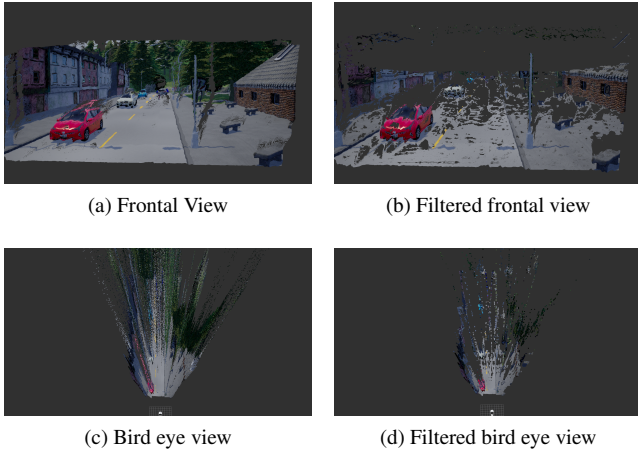 (a) Frontal View
(b) Filtered frontal view
(c) Bird eye view
(d) Filtered bird eye view